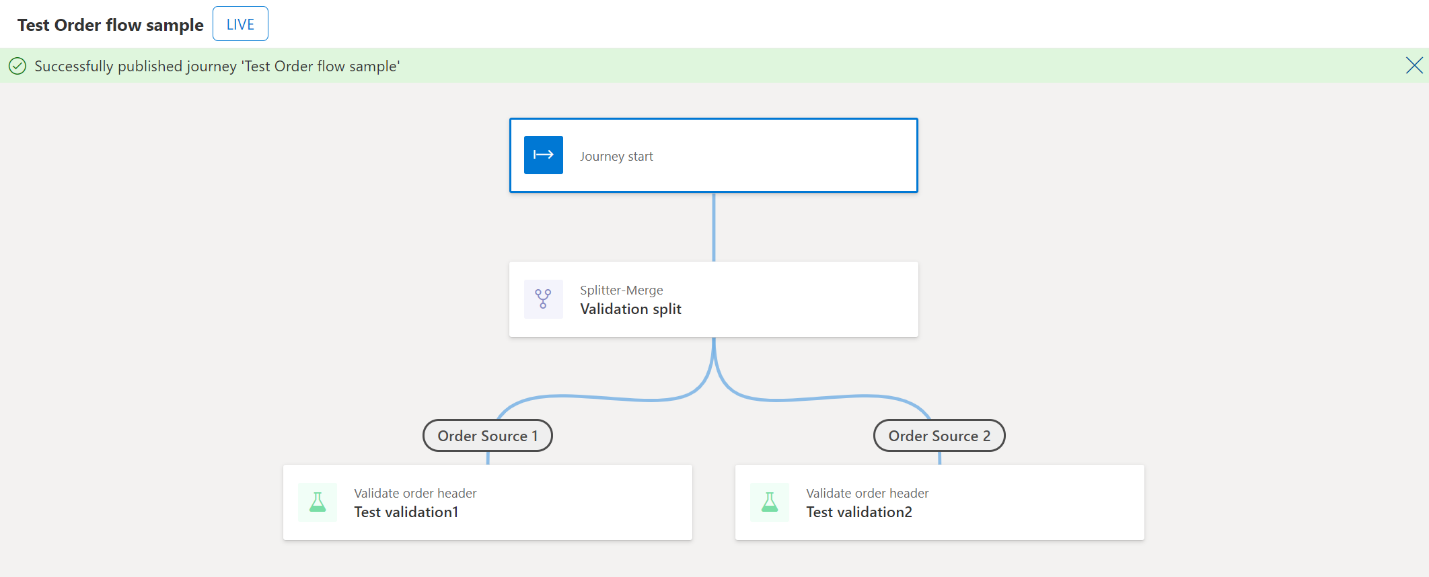 Test Order flow sample
LIVE
Successfully published journey 'Test Order flow sample'
Journey start
Splitter-Merge
Validation split
Order Source 1
Order Source 2
Validate order header
Test validation1
Validate order header
Test validation2